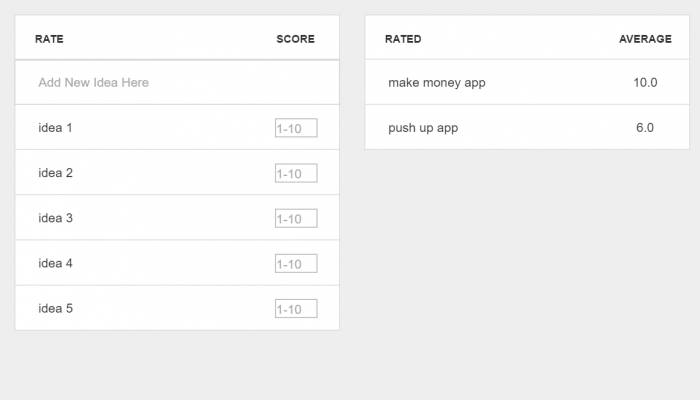 RATE SCORE
Add New Idea Here
idea 1 1-10
idea 2 1-10
idea 3 1-10
idea 4 1-10
idea 5 1-10
RATED AVERAGE
make money app 10.0
push up app 6.0